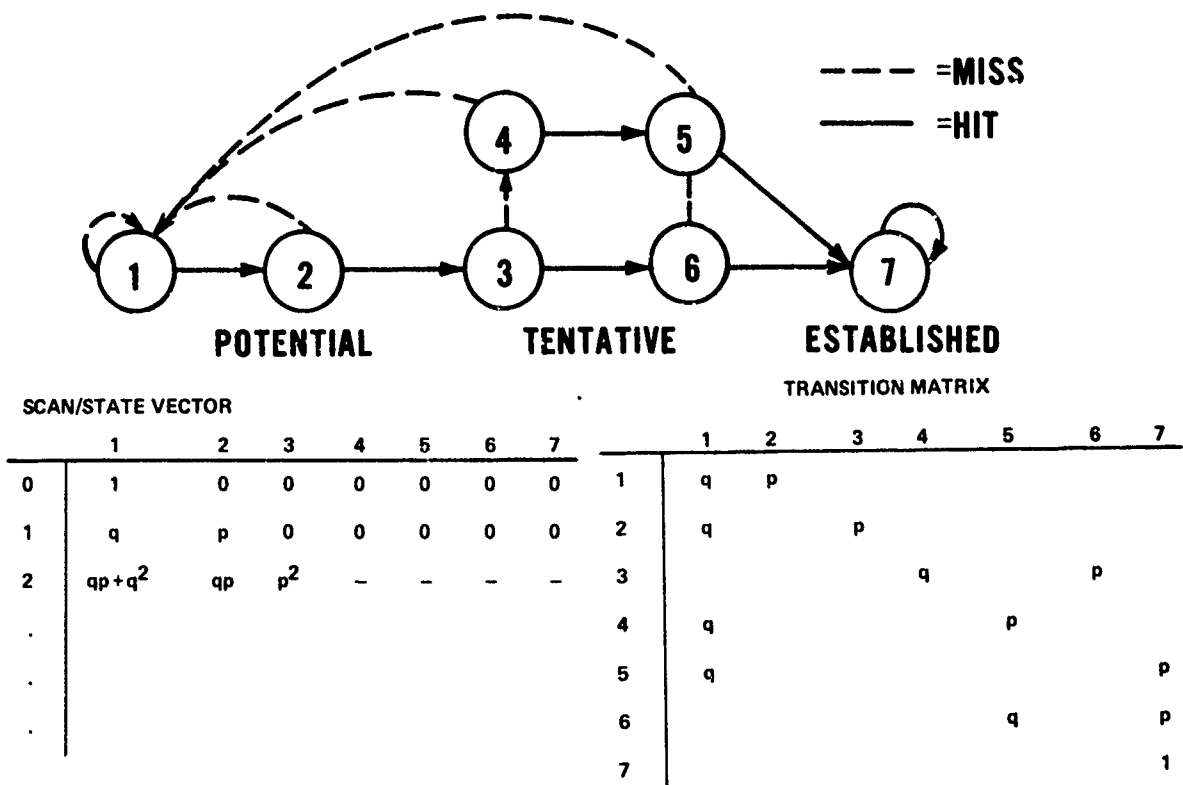 =MISS
=HIT
4
5
1
2
3
6
7
POTENTIAL
TENTATIVE
ESTABLISHED
SCAN/STATE VECTOR
1 2 3 4 5 6 7
0 1 0 0 0 0 0 0
1 q p 0 0 0 0 0
2 qp+q² qp p² – – – –
.
.
.
TRANSITION MATRIX
1 2 3 4 5 6 7
1 q p
2 q p
3 q p
4 q p
5 q p
6 q p
7 1